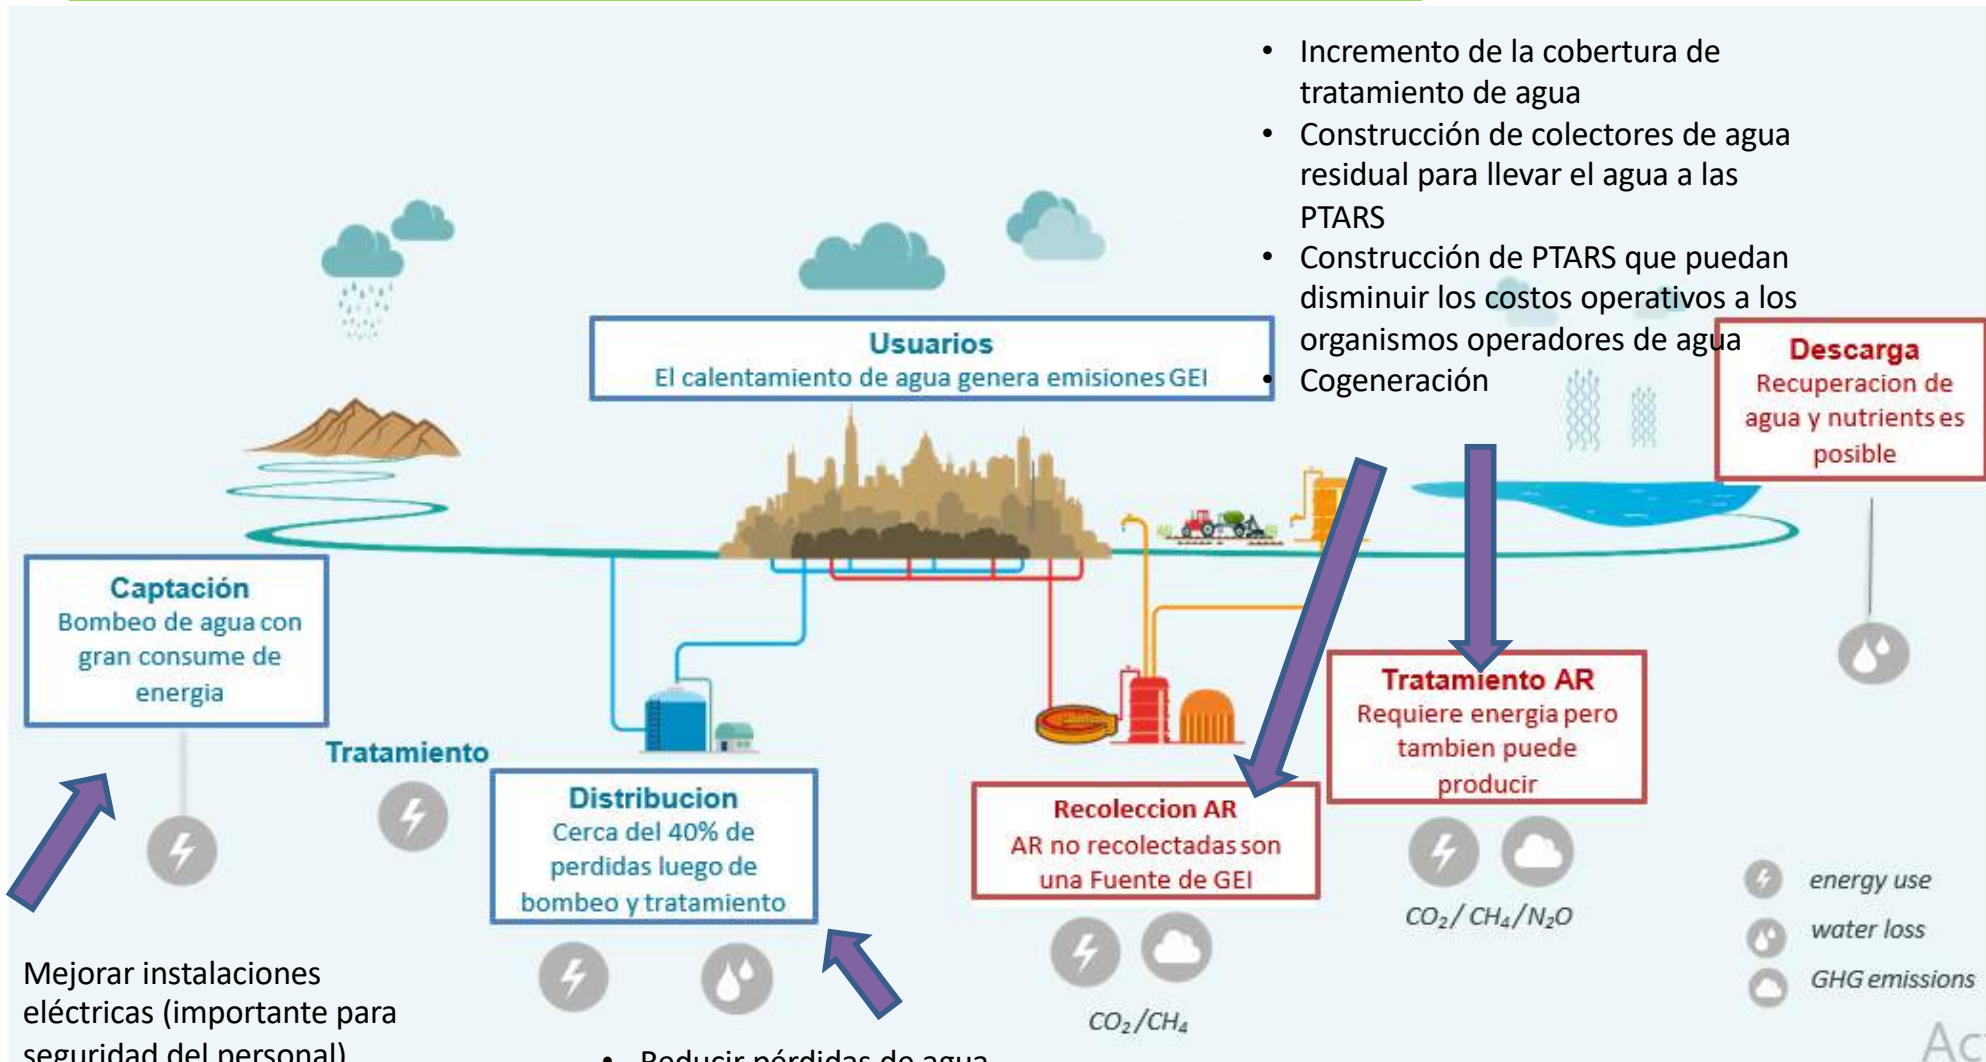 • Incremento de la cobertura de
tratamiento de agua
• Construcción de colectores de agua
residual para llevar el agua a las
PTARS
• Construcción de PTARS que puedan
disminuir los costos operativos a los
organismos operadores de agua
• Cogeneración
Usuarios
El calentamiento de agua genera emisiones GEI
Descarga
Recuperacion de
agua y nutrients es
posible
Captación
Bombeo de agua con
gran consume de
energia
Tratamiento
Distribucion
Cerca del 40% de
perdidas luego de
bombeo y tratamiento
Recoleccion AR
AR no recolectadas son
una Fuente de GEI
CO₂/CH₄
Tratamiento AR
Requiere energia pero
tambien puede
producir
CO₂/ CH₄/N₂O
energy use
water loss
GHG emissions
Mejorar instalaciones
eléctricas (importante para
seguridad del personal)
• Reducir pérdidas de agua
Ac